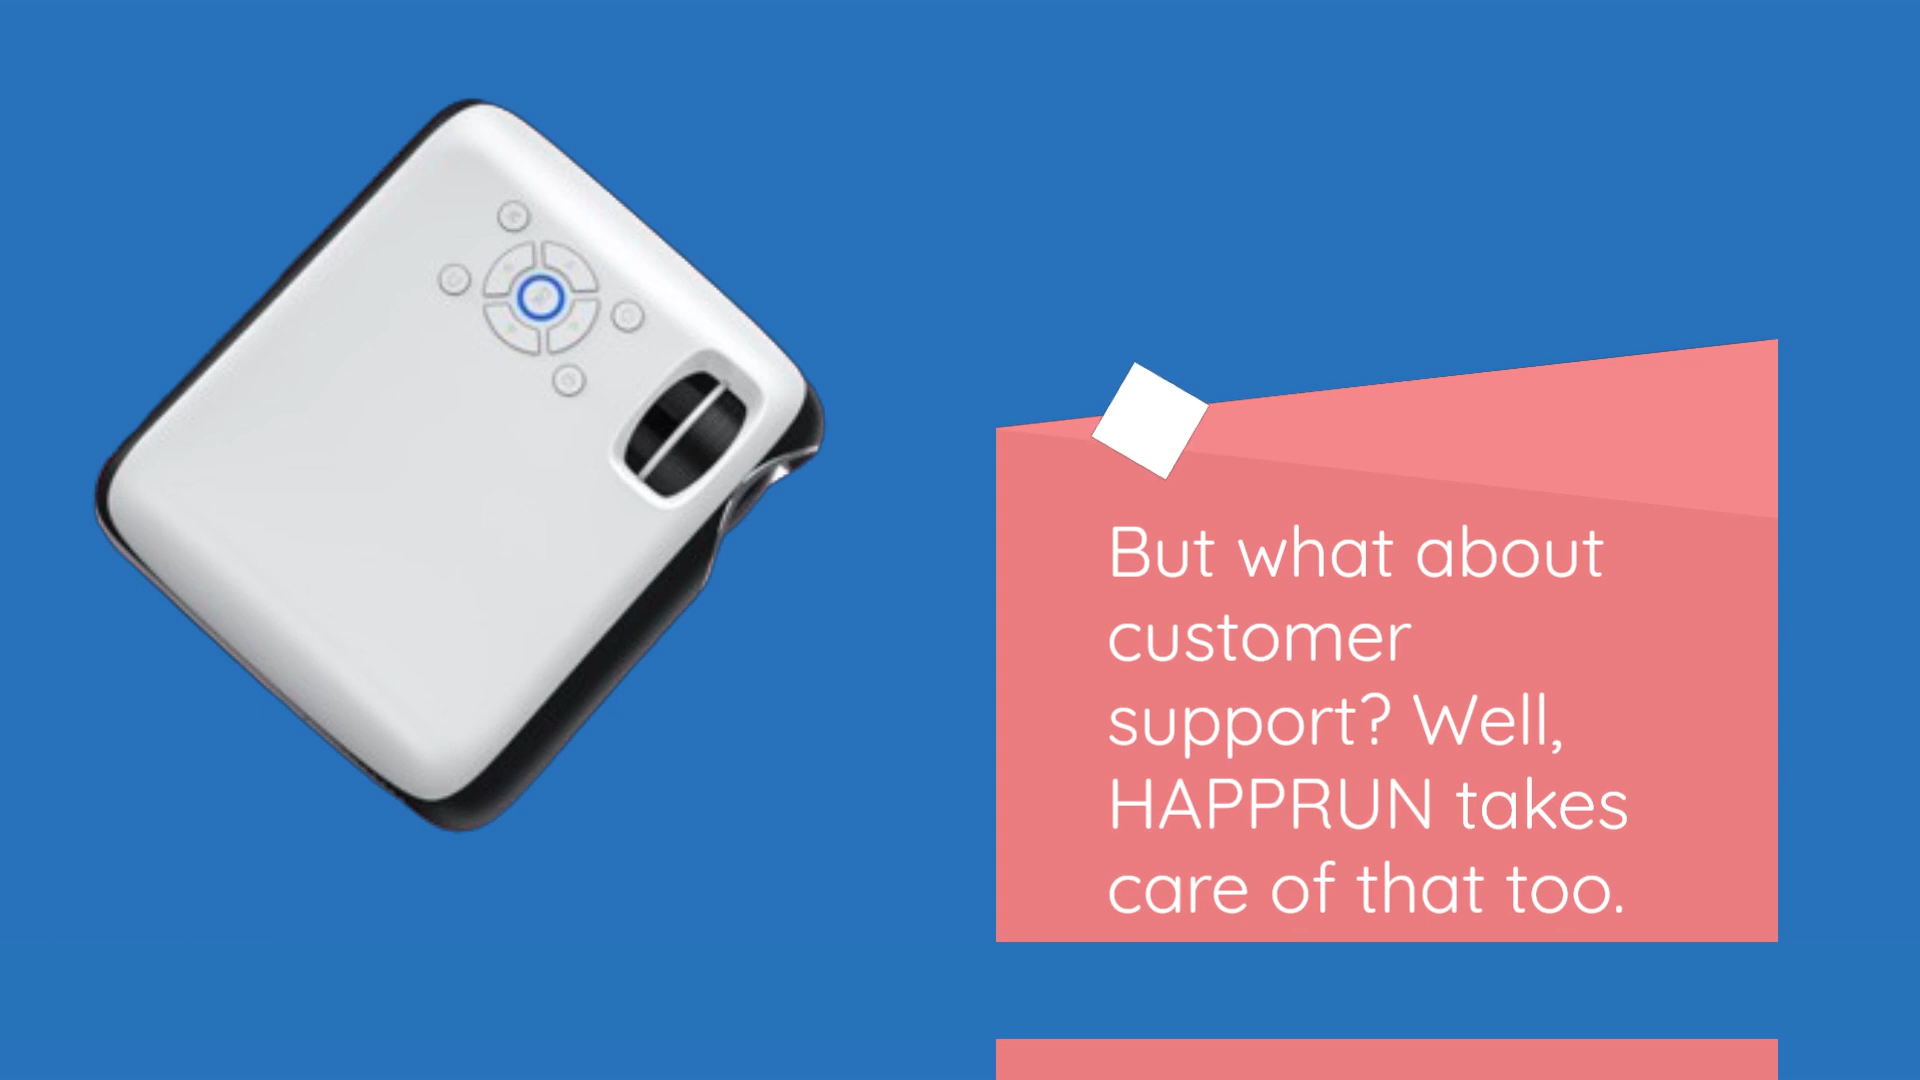 But what about
customer
support? Well,
HAPPRUN takes
care of that too.